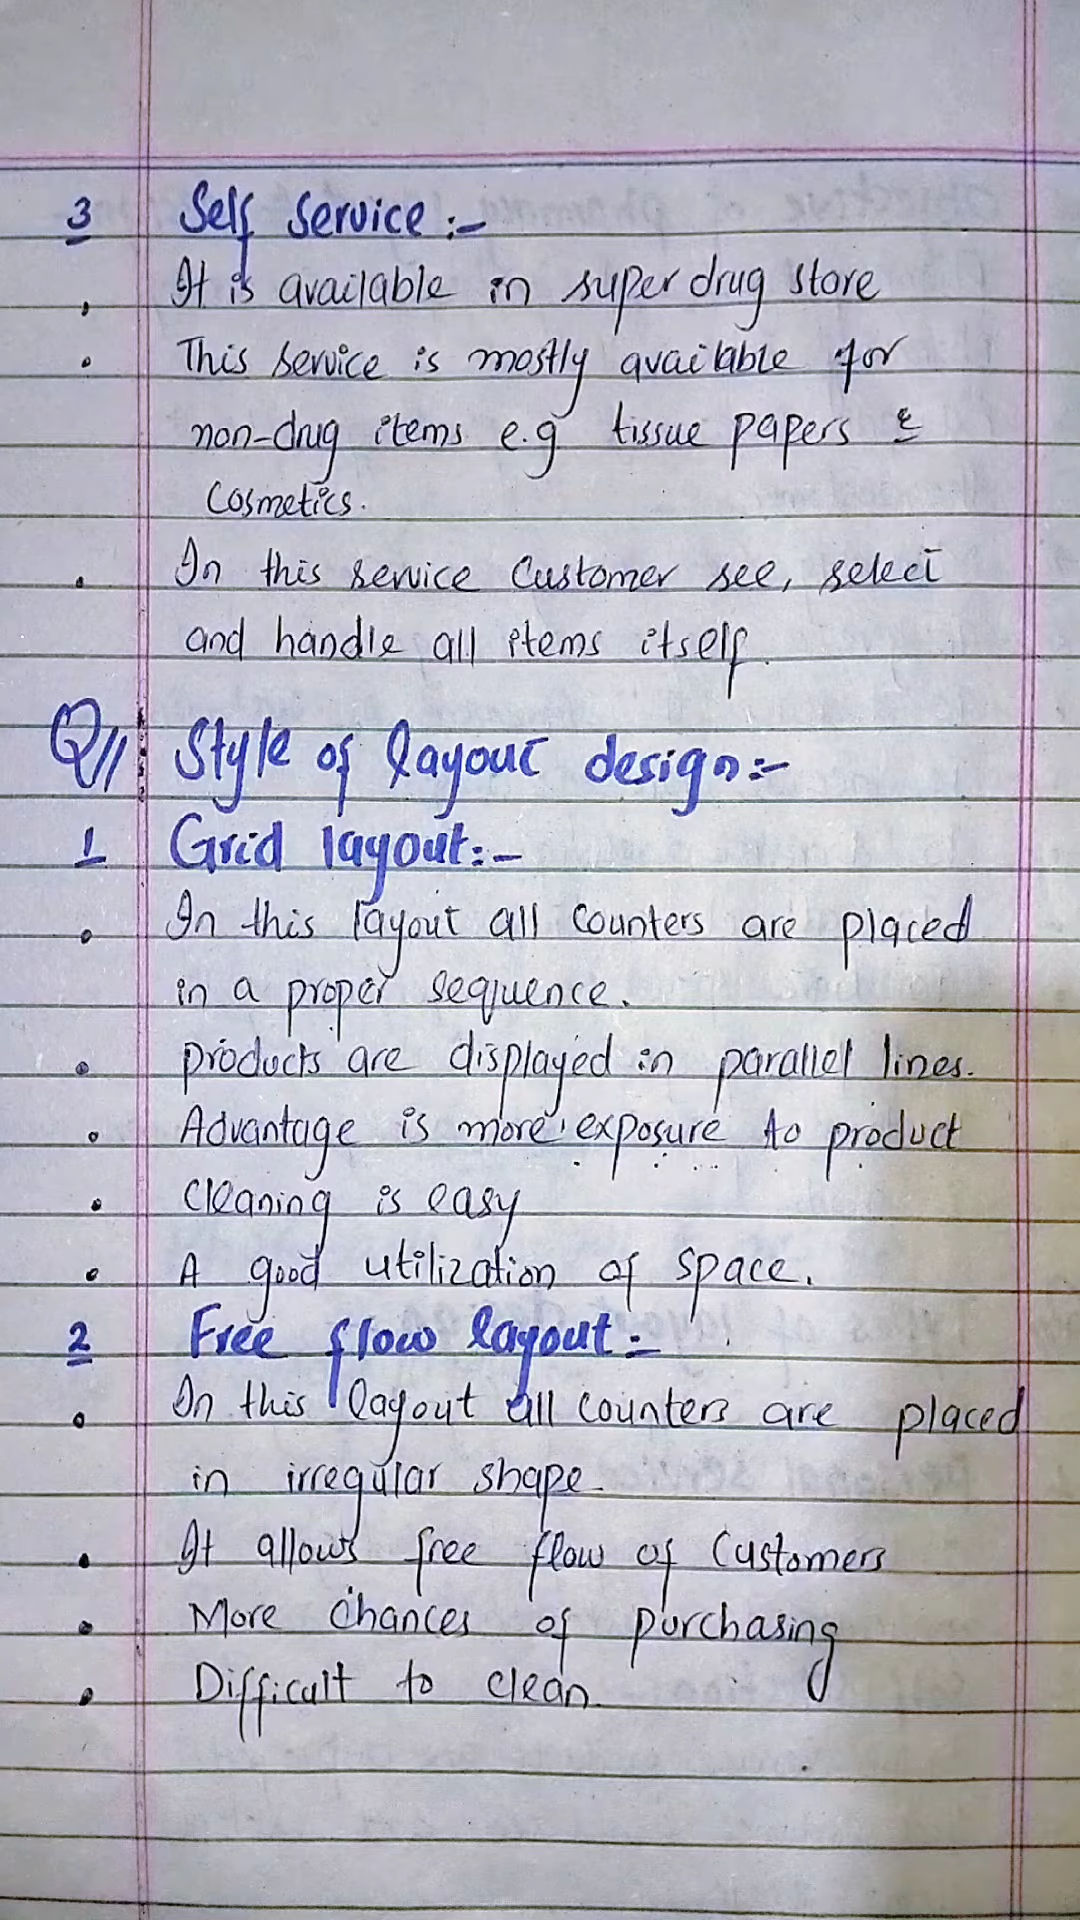 3 Self Service :-
. It is available in super drug store
. This service is mostly available for
non-drug items e.g tissue papers &
Cosmetics.
. In this service Customer see, select
and handle all items itself.
Q// Style of layout design:-
1 Grid layout:-
. In this layout all Counters are placed
in a proper sequence.
. products are displayed in parallel lines.
. Advantage is more exposure to product
. Cleaning is easy
. A good utilization of space.
2 Free flow layout:-
. In this layout all Counters are placed
in irregular shape.
. It allows free flow of Customers
. More chances of purchasing
. Difficult to clean.